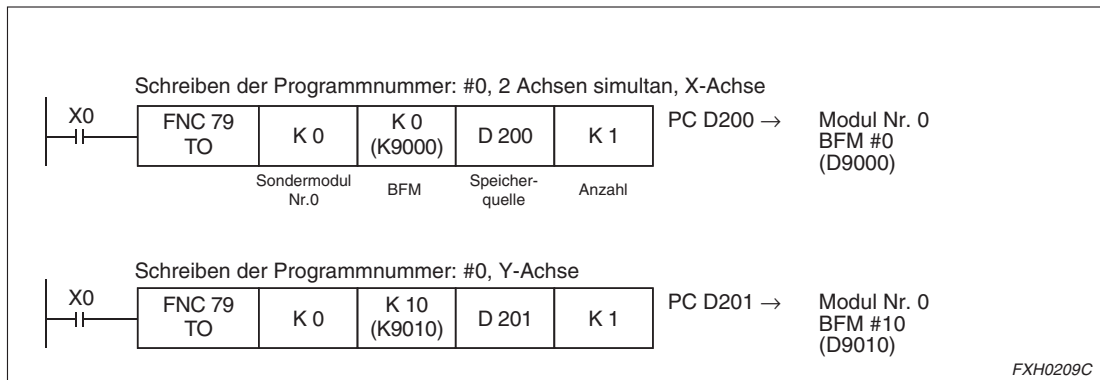 Schreiben der Programmnummer: #0, 2 Achsen simultan, X-Achse
X0
FNC 79
TO
K 0
K 0
(K9000)
D 200
K 1
PC D200 →
Modul Nr. 0
BFM #0
(D9000)
Sondermodul
Nr.0
BFM
Speicher-
quelle
Anzahl
Schreiben der Programmnummer: #0, Y-Achse
X0
FNC 79
TO
K 0
K 10
(K9010)
D 201
K 1
PC D201 →
Modul Nr. 0
BFM #10
(D9010)
FXH0209C